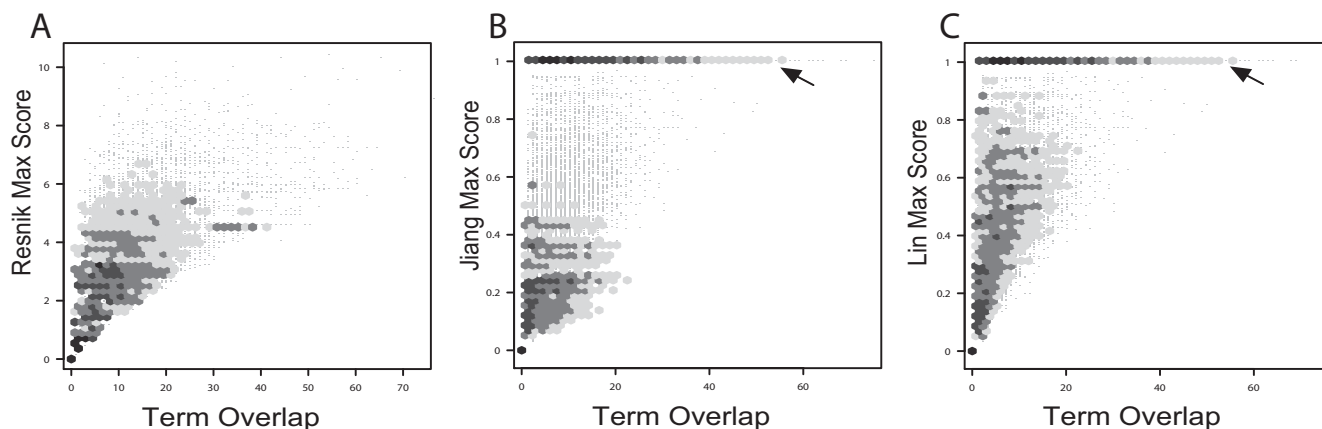 A
Resnik Max Score
10
8
6
4
2
0
0 10 20 30 40 50 60 70
Term Overlap
B
Jiang Max Score
1
0.8
0.6
0.4
0.2
0
0 20 40 60
Term Overlap
C
Lin Max Score
1
0.8
0.6
0.4
0.2
0
0 20 40 60
Term Overlap